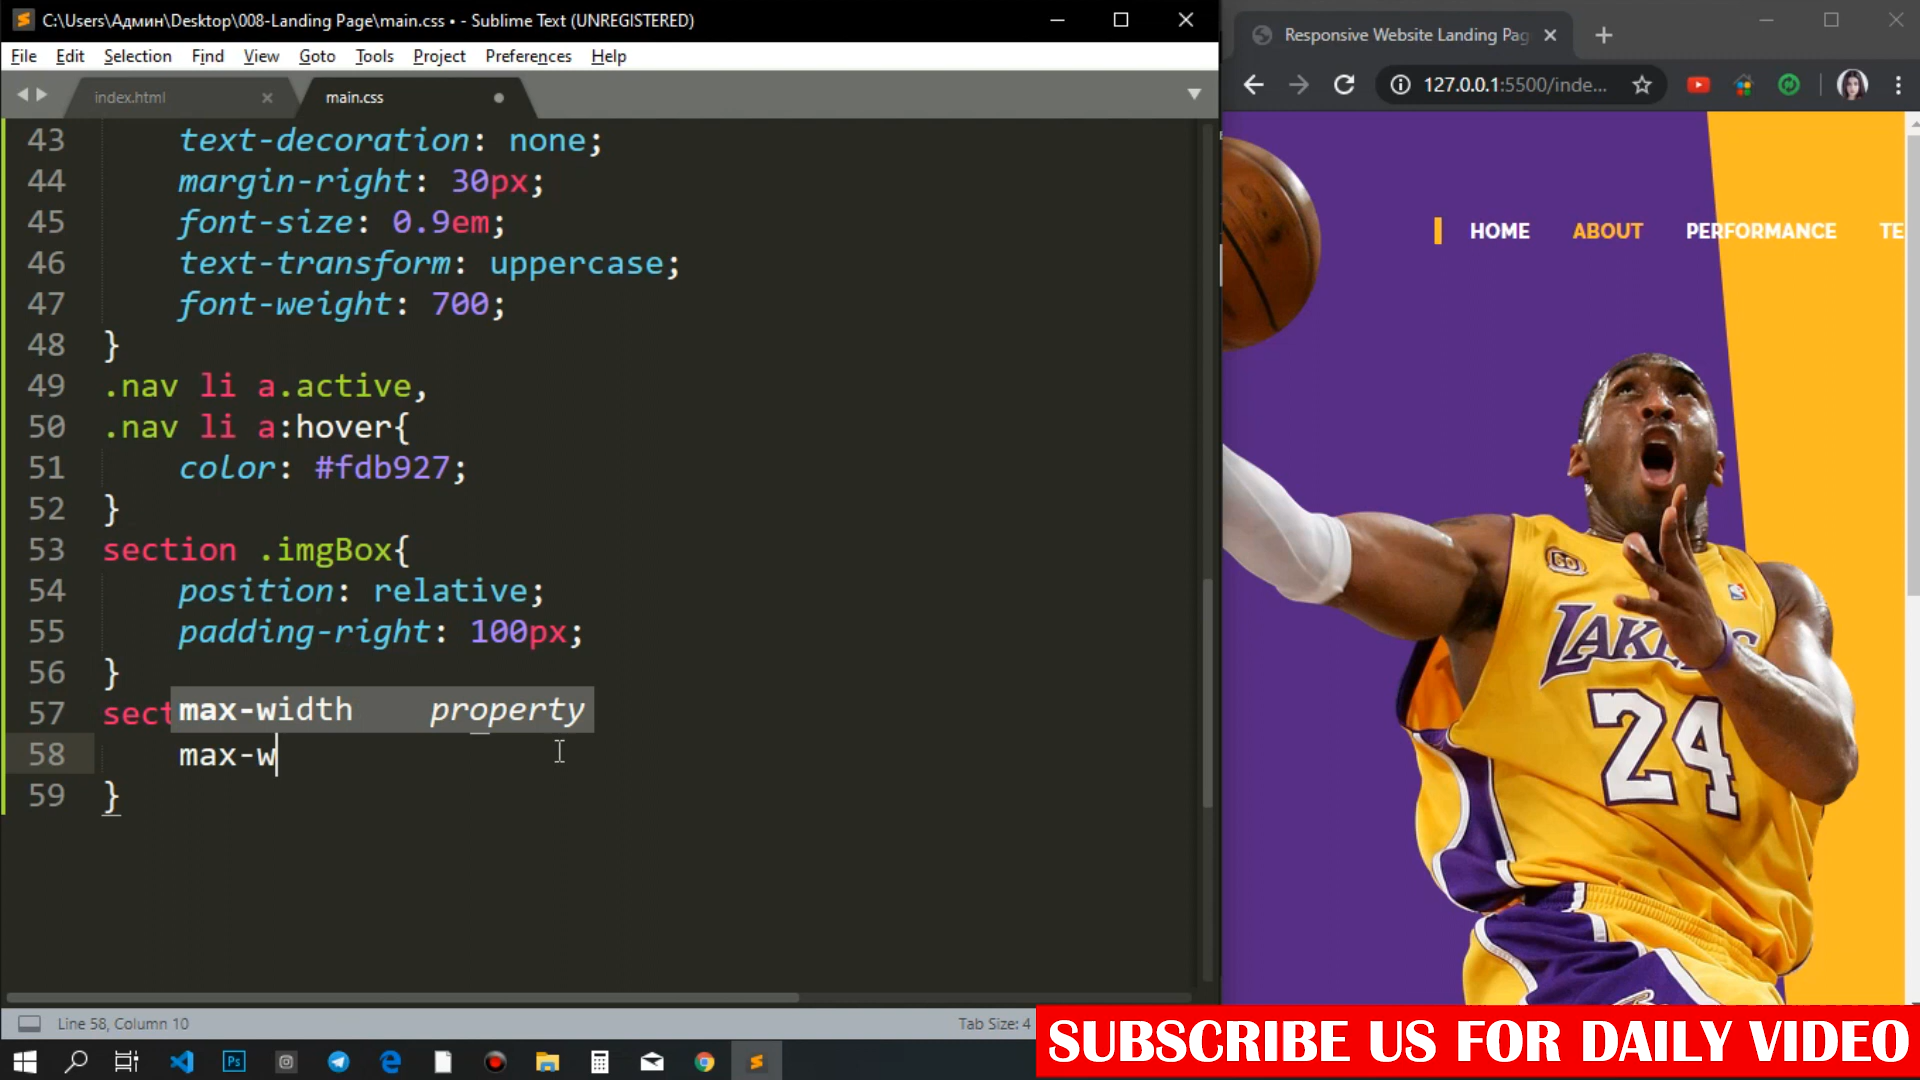 C:\Users\Админ\Desktop\008-Landing Page\main.css • - Sublime Text (UNREGISTERED)
File Edit Selection Find View Goto Tools Project Preferences Help
index.html
main.css
43 text-decoration: none;
44 margin-right: 30px;
45 font-size: 0.9em;
46 text-transform: uppercase;
47 font-weight: 700;
48 }
49 .nav li a.active,
50 .nav li a:hover{
51 color: #fdb927;
52 }
53 section .imgBox{
54 position: relative;
55 padding-right: 100px;
56 }
57 sect
max-width property
58 max-w
59 }
Line 58, Column 10
Tab Size: 4
Responsive Website Landing Pag
127.0.0.1:5500/inde...
HOME ABOUT PERFORMANCE TE
60
24
Ps
SUBSCRIBE US FOR DAILY VIDEO